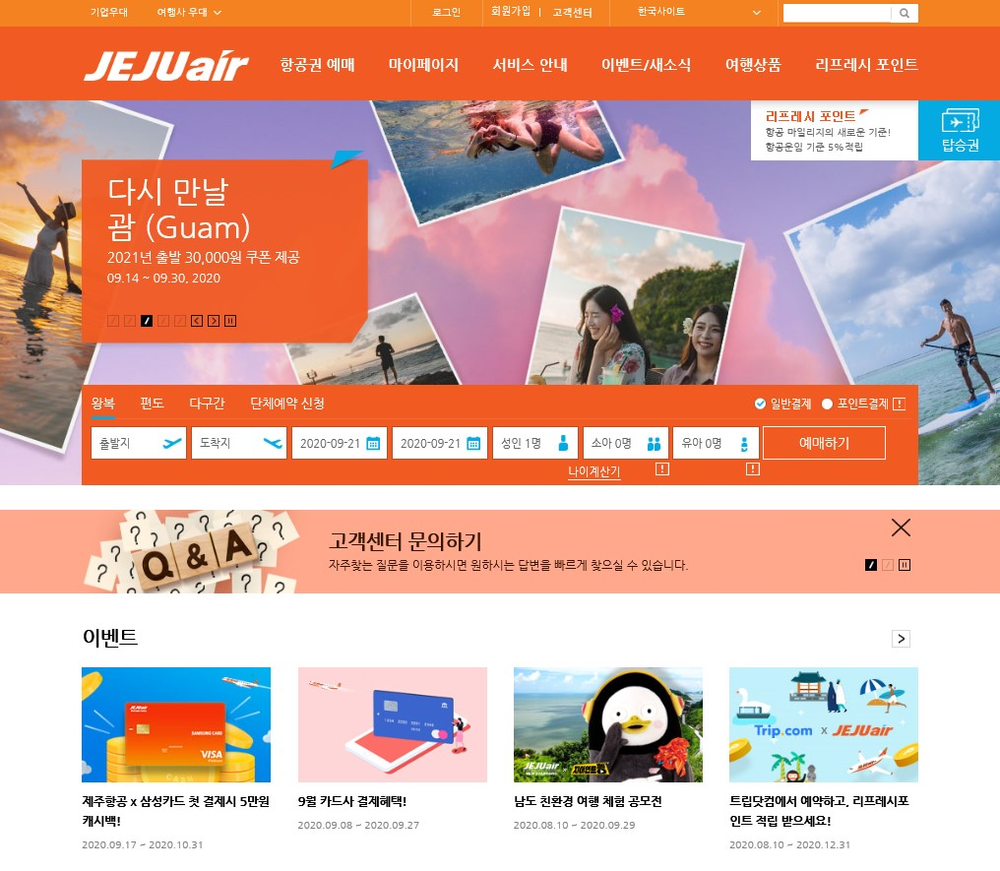 기업우대
여행사 우대
로그인
회원가입
고객센터
한국사이트
JEJUair
항공권 예매
마이페이지
서비스 안내
이벤트/새소식
여행상품
리프레시 포인트
리프레시 포인트
항공 마일리지의 새로운 기준!
항공운임 기준 5%적립
탑승권
다시 만날
괌 (Guam)
2021년 출발 30,000원 쿠폰 제공
09.14 ~ 09.30, 2020
왕복
편도
다구간
단체예약 신청
일반결제
포인트결제
출발지
도착지
2020-09-21
2020-09-21
성인 1명
소아 0명
유아 0명
예매하기
나이계산기
Q & A
고객센터 문의하기
자주찾는 질문을 이용하시면 원하시는 답변을 빠르게 찾으실 수 있습니다.
이벤트
JEJUair
SAMSUNG CARD
VISA
CASH
JEJUair
자이언트 펭
Trip.com x JEJUair
제주항공 x 삼성카드 첫 결제시 5만원
캐시백!
2020.09.17 ~ 2020.10.31
9월 카드사 결제혜택!
2020.09.08 ~ 2020.09.27
남도 친환경 여행 체험 공모전
2020.08.10 ~ 2020.09.29
트립닷컴에서 예약하고, 리프레시포
인트 적립 받으세요!
2020.08.10 ~ 2020.12.31